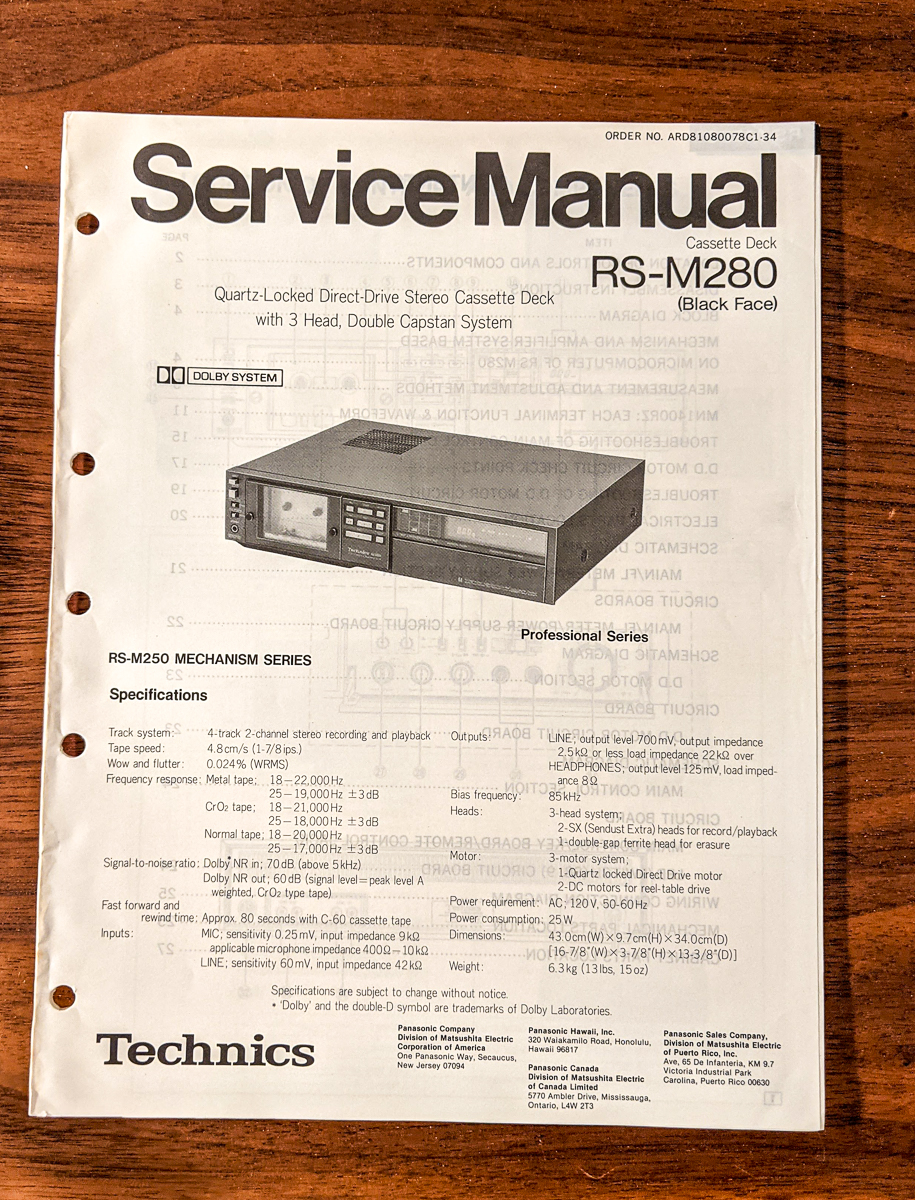 ORDER NO. ARD81080078C1-34
Service Manual
Cassette Deck
RS-M280
(Black Face)
Quartz-Locked Direct-Drive Stereo Cassette Deck
with 3 Head, Double Capstan System
DOLBY SYSTEM
Technics
Professional Series
RS-M250 MECHANISM SERIES
Specifications
Track system: 4-track 2-channel stereo recording and playback
Tape speed: 4.8cm/s (1-7/8ips.)
Wow and flutter: 0.024% (WRMS)
Frequency response: Metal tape; 18—22,000Hz
25—19,000Hz ±3dB
CrO₂ tape; 18—21,000Hz
25—18,000Hz ±3dB
Normal tape; 18—20,000Hz
25—17,000Hz ±3dB
Signal-to-noise ratio: Dolby NR in; 70dB (above 5kHz)
Dolby NR out; 60dB (signal level=peak level A
weighted, CrO₂ type tape)
Fast forward and
rewind time: Approx. 80 seconds with C-60 cassette tape
Inputs: MIC; sensitivity 0.25mV, input impedance 9kΩ
applicable microphone impedance 400Ω—10kΩ
LINE; sensitivity 60mV, input impedance 42kΩ
Outputs: LINE; output level 700mV, output impedance
2.5kΩ or less load impedance 22kΩ over
HEADPHONES; output level 125mV, load imped-
ance 8Ω
Bias frequency: 85kHz
Heads: 3-head system;
2-SX (Sendust Extra) heads for record/playback
1-double-gap ferrite head for erasure
Motor: 3-motor system;
1-Quartz locked Direct Drive motor
2-DC motors for reel-table drive
Power requirement: AC; 120V, 50-60Hz
Power consumption: 25W
Dimensions: 43.0cm(W)×9.7cm(H)×34.0cm(D)
[16-7/8"(W)×3-7/8"(H)×13-3/8"(D)]
Weight: 6.3kg (13lbs, 15oz)
Specifications are subject to change without notice.
• 'Dolby' and the double-D symbol are trademarks of Dolby Laboratories.
Technics
Panasonic Company
Division of Matsushita Electric
Corporation of America
One Panasonic Way, Secaucus,
New Jersey 07094
Panasonic Hawaii, Inc.
320 Waiakamilo Road, Honolulu,
Hawaii 96817
Panasonic Canada
Division of Matsushita Electric
of Canada Limited
5770 Ambler Drive, Mississauga,
Ontario, L4W 2T3
Panasonic Sales Company,
Division of Matsushita Electric
of Puerto Rico, Inc.
Ave, 65 De Infanteria, KM 9.7
Victoria Industrial Park
Carolina, Puerto Rico 00630